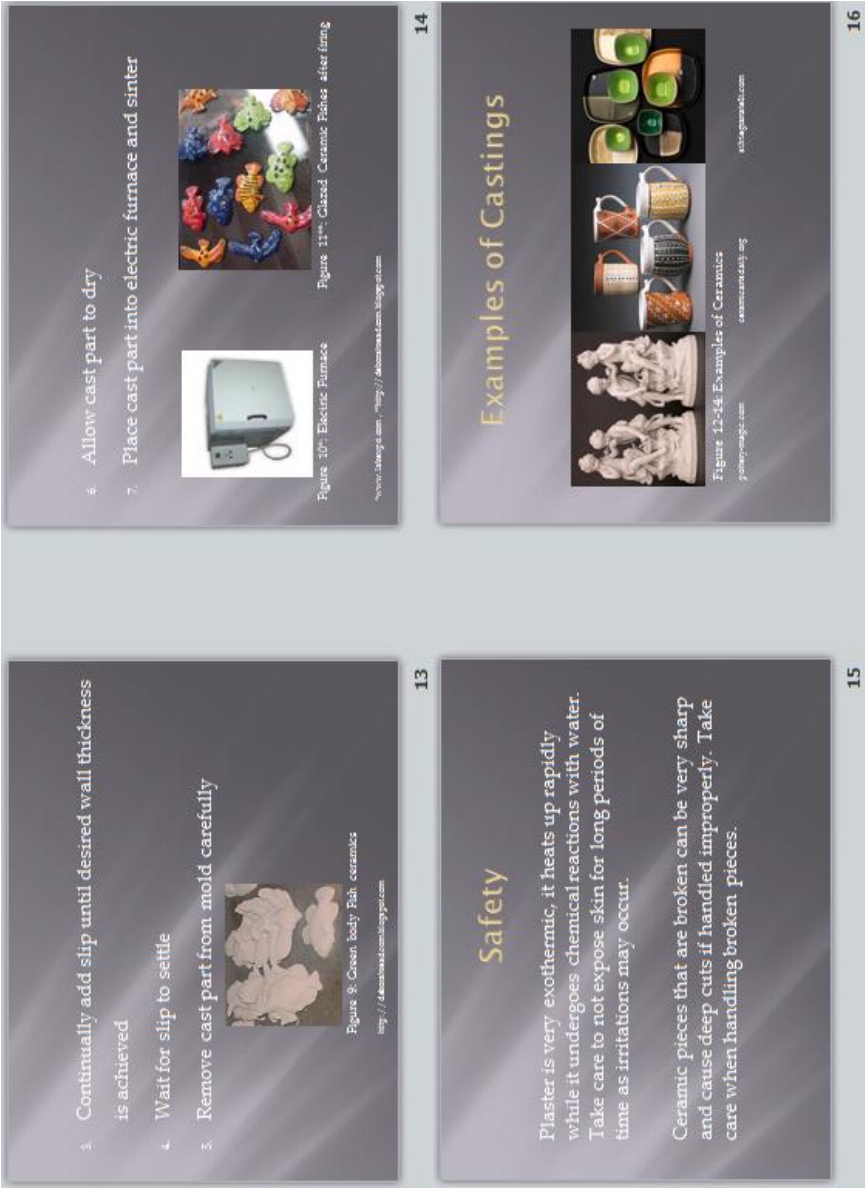 3. Continually add slip until desired wall thickness
is achieved
4. Wait for slip to settle
5. Remove cast part from mold carefully
Figure 9: Green body Fish ceramics
13
6. Allow cast part to dry
7. Place cast part into electric furnace and sinter
Figure 10*: Electric Furnace
Figure 11**: Glazed Ceramic Fishes after firing
14
Safety
Plaster is very exothermic, it heats up rapidly
while it undergoes chemical reactions with water.
Take care to not expose skin for long periods of
time as irritations may occur.
Ceramic pieces that are broken can be very sharp
and cause deep cuts if handled improperly. Take
care when handling broken pieces.
15
Examples of Castings
Figure 12-14: Examples of Ceramics
pottery-magic.com
ceramicartsdaily.org
16